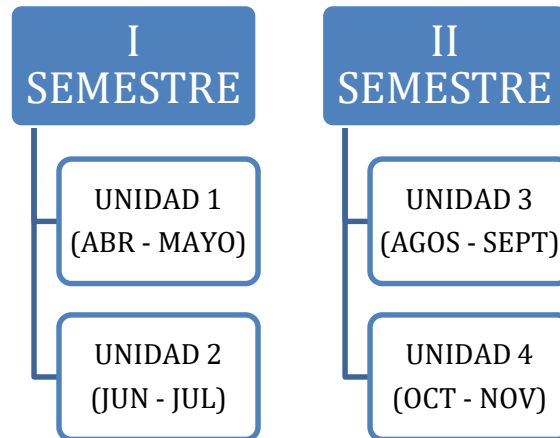 I
SEMESTRE
UNIDAD 1
(ABR - MAYO)
UNIDAD 2
(JUN - JUL)
II
SEMESTRE
UNIDAD 3
(AGOS - SEPT)
UNIDAD 4
(OCT - NOV)